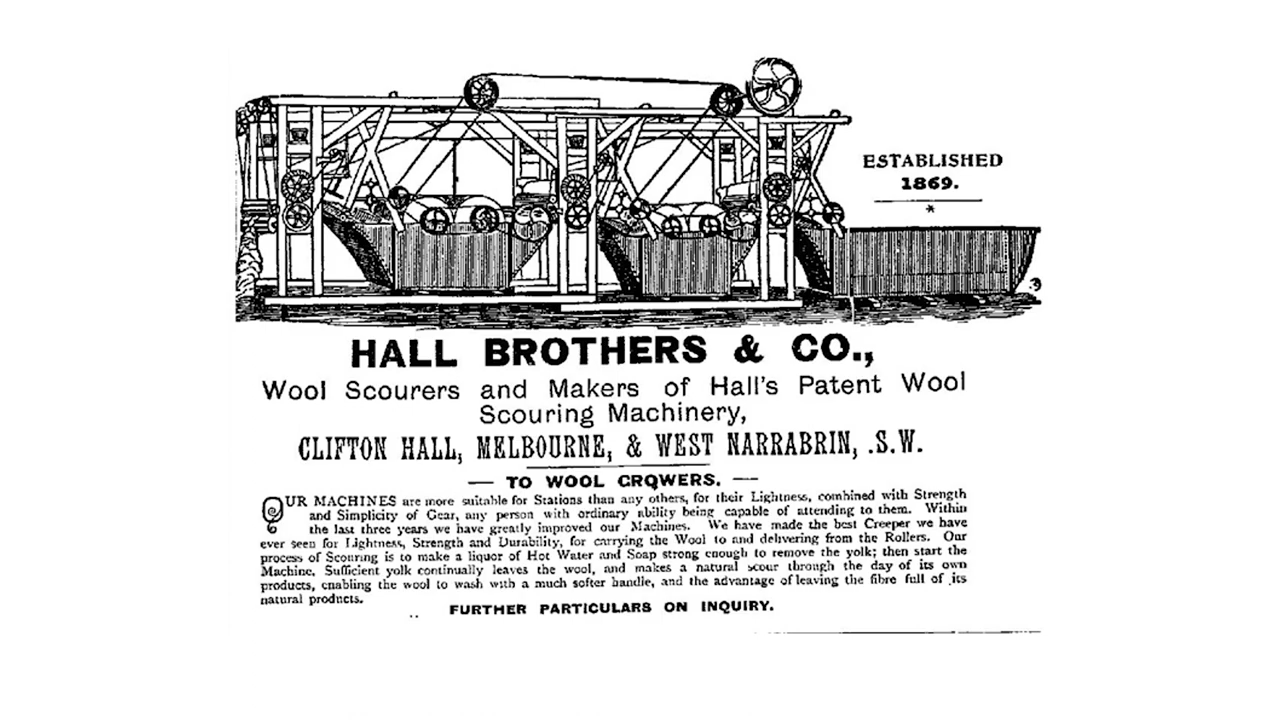 ESTABLISHED
1869.
*
HALL BROTHERS & CO.,
Wool Scourers and Makers of Hall's Patent Wool
Scouring Machinery,
CLIFTON HALL, MELBOURNE, & WEST NARRABRIN, .S.W.
— TO WOOL GROWERS. —
OUR MACHINES are more suitable for Stations than any others, for their Lightness, combined with Strength
and Simplicity of Gear, any person with ordinary ability being capable of attending to them. Within
the last three years we have greatly improved our Machines. We have made the best Creeper we have
ever seen for Lightness, Strength and Durability, for carrying the Wool to and delivering from the Rollers. Our
process of Scouring is to make a liquor of Hot Water and Soap strong enough to remove the yolk; then start the
Machine. Sufficient yolk continually leaves the wool, and makes a natural scour through the day of its own
products, enabling the wool to wash with a much softer handle, and the advantage of leaving the fibre full of its
natural products.
FURTHER PARTICULARS ON INQUIRY.